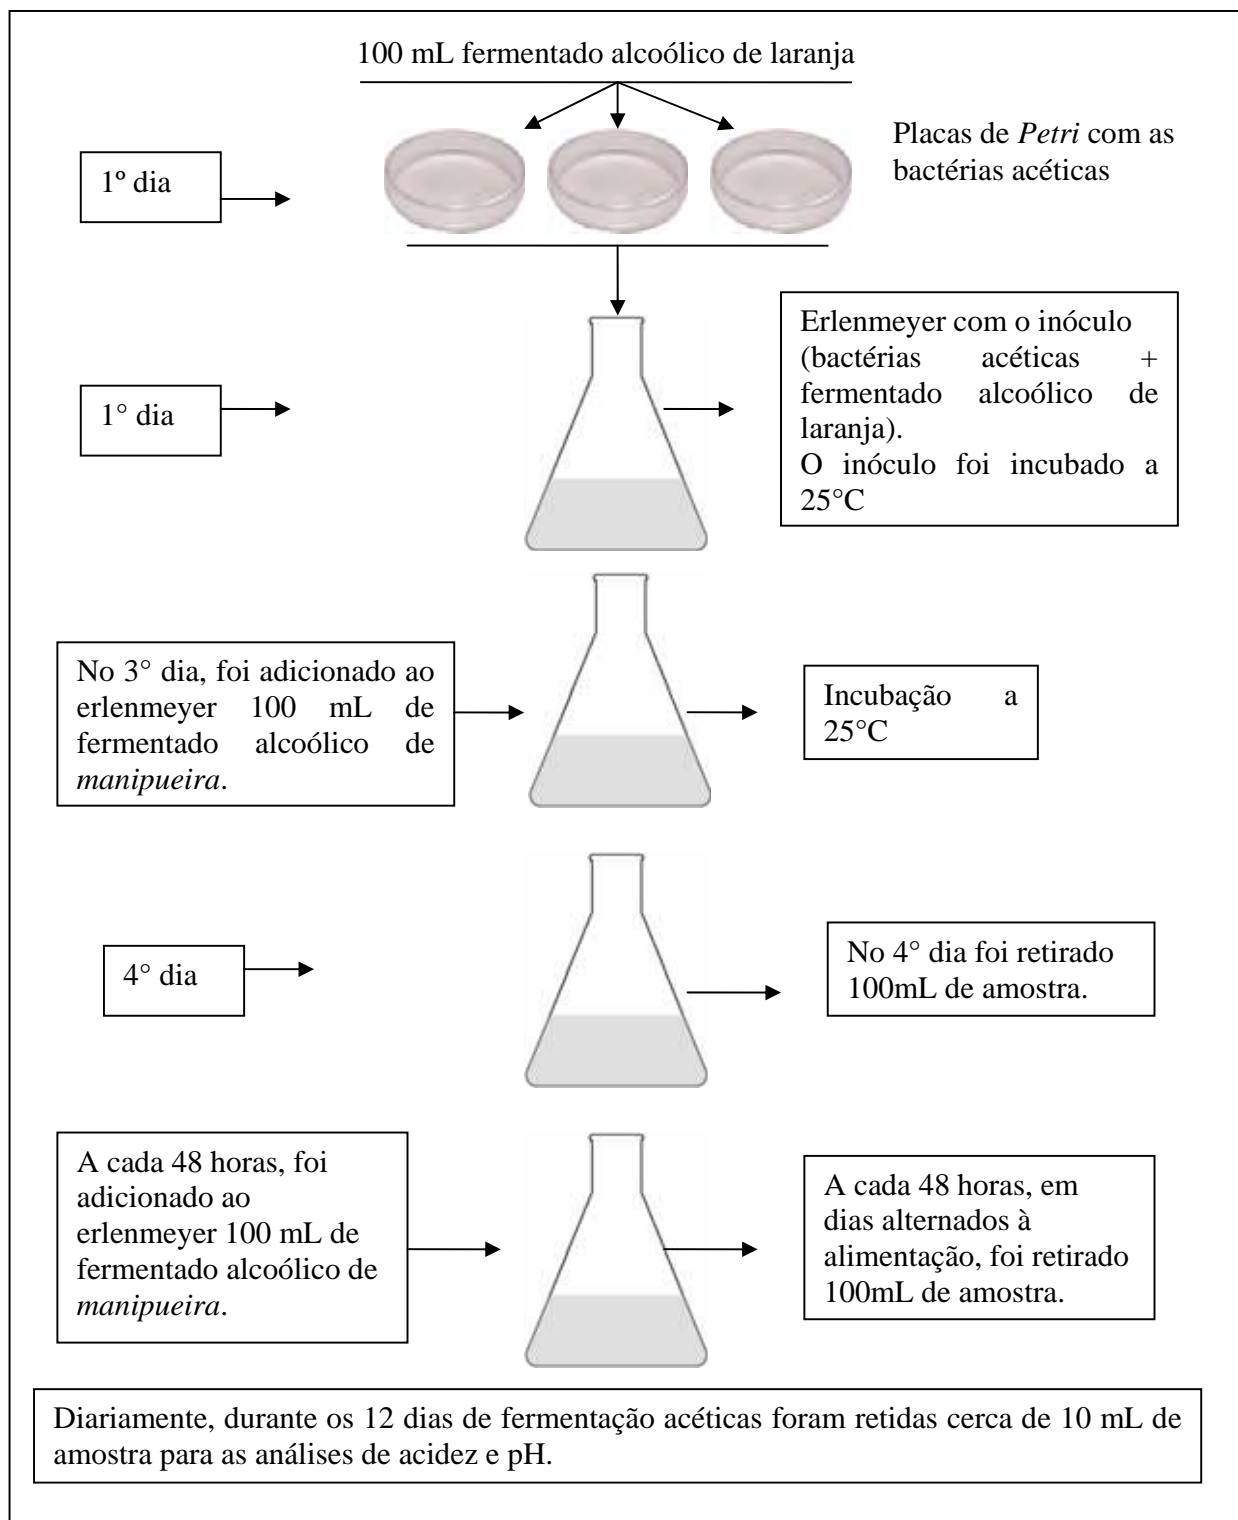 100 mL fermentado alcoólico de laranja
Placas de Petri com as
bactérias acéticas
1º dia
1° dia
Erlenmeyer com o inóculo
(bactérias acéticas +
fermentado alcoólico de
laranja).
O inóculo foi incubado a
25°C
No 3° dia, foi adicionado ao
erlenmeyer 100 mL de
fermentado alcoólico de
manipueira.
Incubação a
25°C
4° dia
No 4° dia foi retirado
100mL de amostra.
A cada 48 horas, foi
adicionado ao
erlenmeyer 100 mL de
fermentado alcoólico de
manipueira.
A cada 48 horas, em
dias alternados à
alimentação, foi retirado
100mL de amostra.
Diariamente, durante os 12 dias de fermentação acéticas foram retidas cerca de 10 mL de
amostra para as análises de acidez e pH.